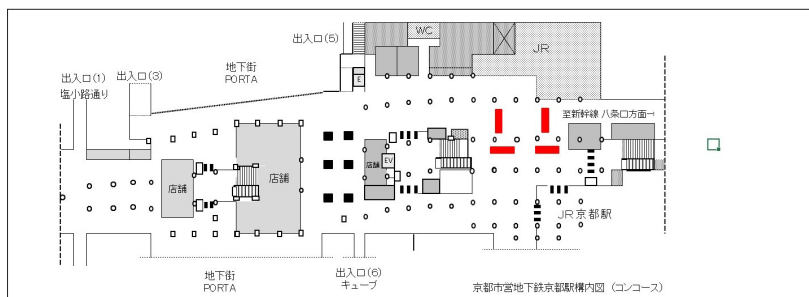 出入口(5)
WC
JR
地下街
PORTA
出入口(1)
塩小路通り
出入口(3)
E
至新幹線 八条口方面→
店舗
店舗
店舗
EV
JR京都駅
地下街
PORTA
出入口(6)
キューブ
京都市営地下鉄京都駅構内図 (コンコース)